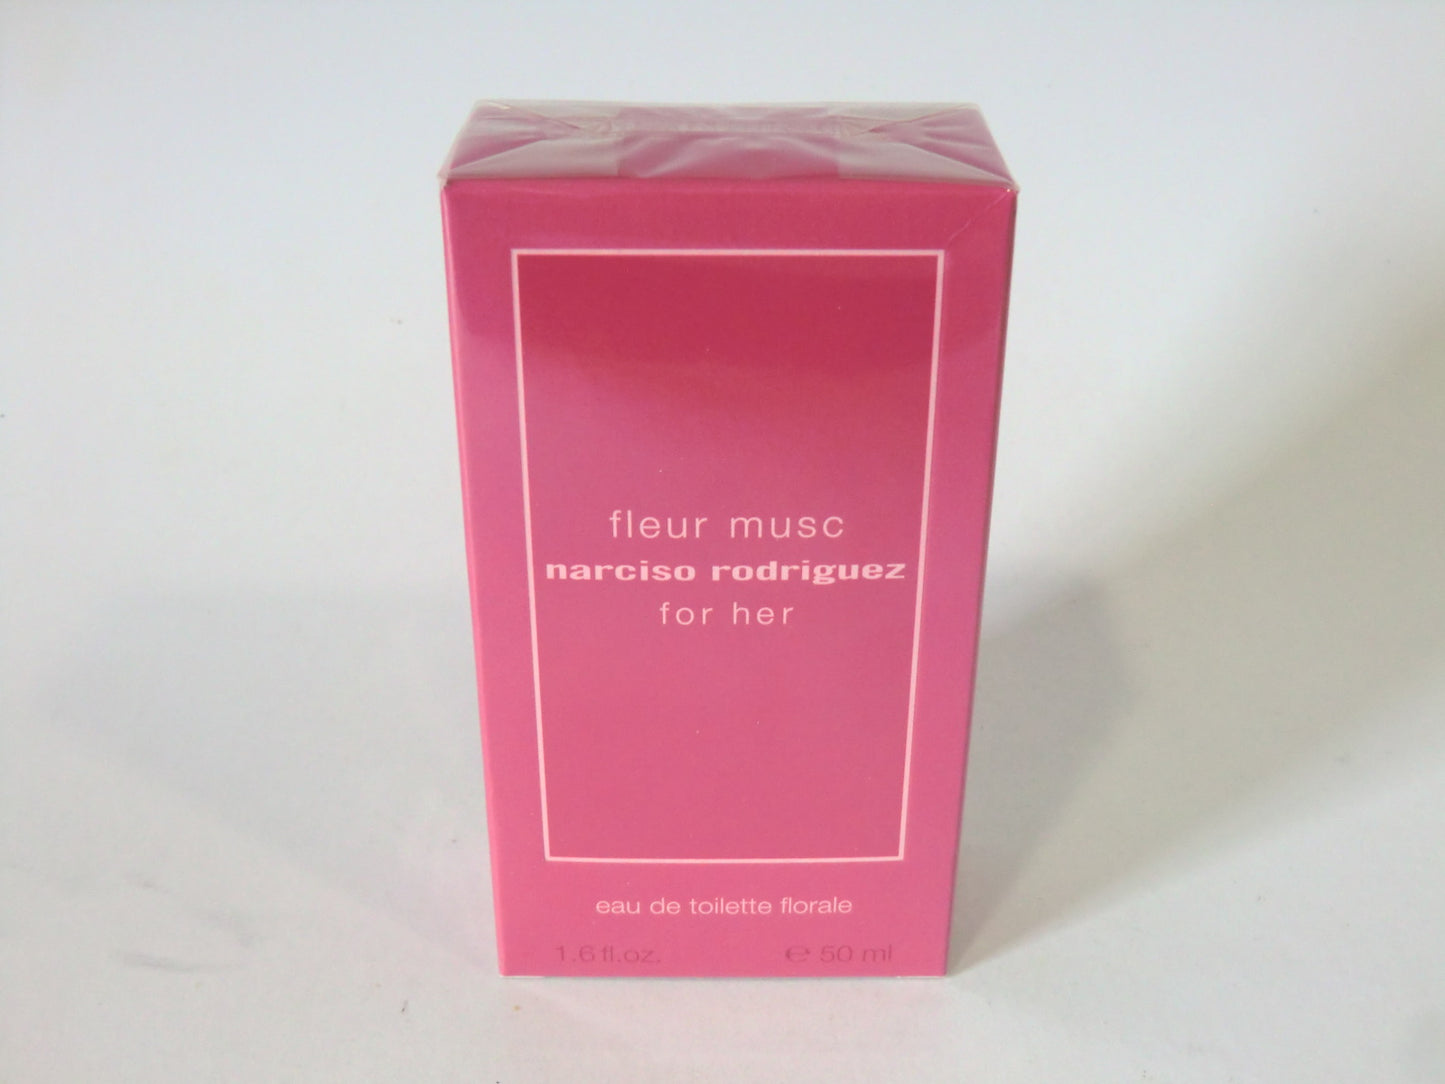 fleur musc
narciso rodriguez
for her
eau de toilette florale
1.6 fl.oz. ℮ 50 ml